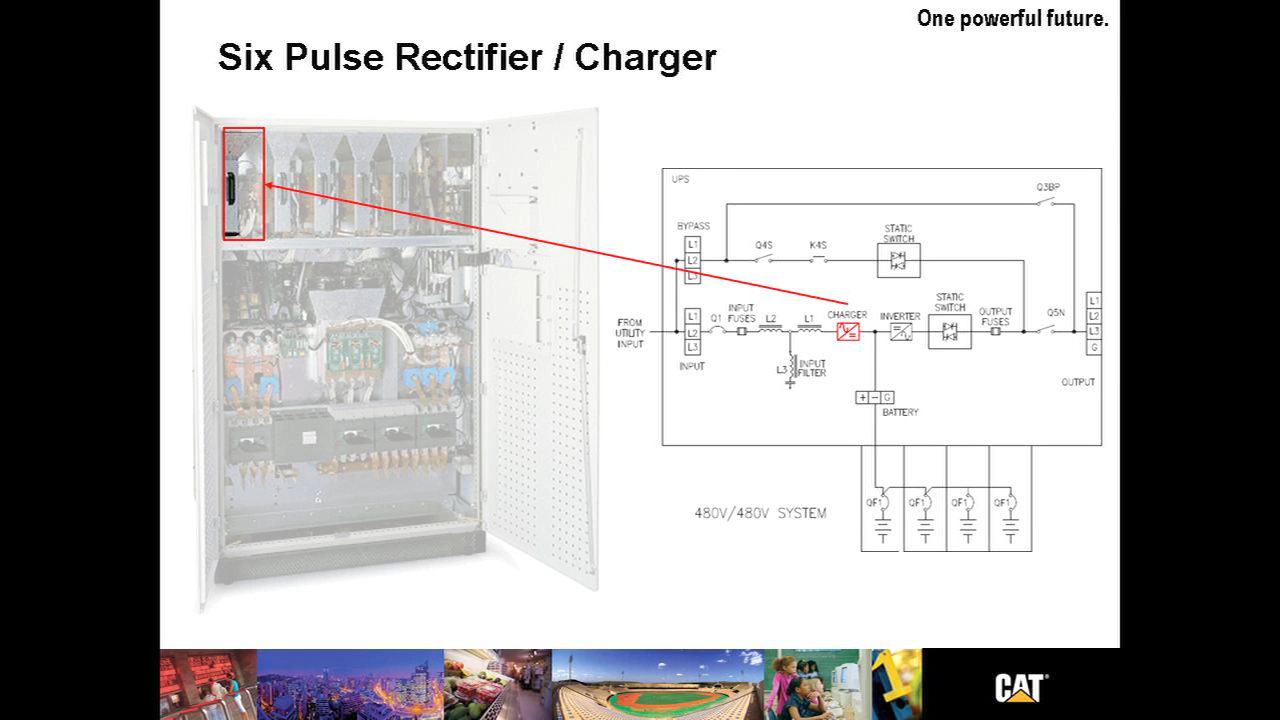 One powerful future.
Six Pulse Rectifier / Charger
UPS
Q3BP
BYPASS
L1
L2
L3
Q4S
K4S
STATIC
SWITCH
FROM
UTILITY
INPUT
L1
L2
L3
INPUT
Q1
INPUT
FUSES
L2
L1
L3
INPUT
FILTER
CHARGER
INVERTER
STATIC
SWITCH
OUTPUT
FUSES
Q5N
L1
L2
L3
G
OUTPUT
+ - G
BATTERY
QF1
QF1
QF1
QF1
480V/480V SYSTEM
1
CAT